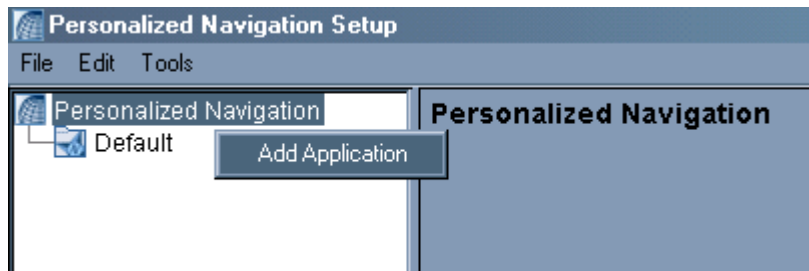 Personalized Navigation Setup
File Edit Tools
Personalized Navigation
Default
Add Application
Personalized Navigation